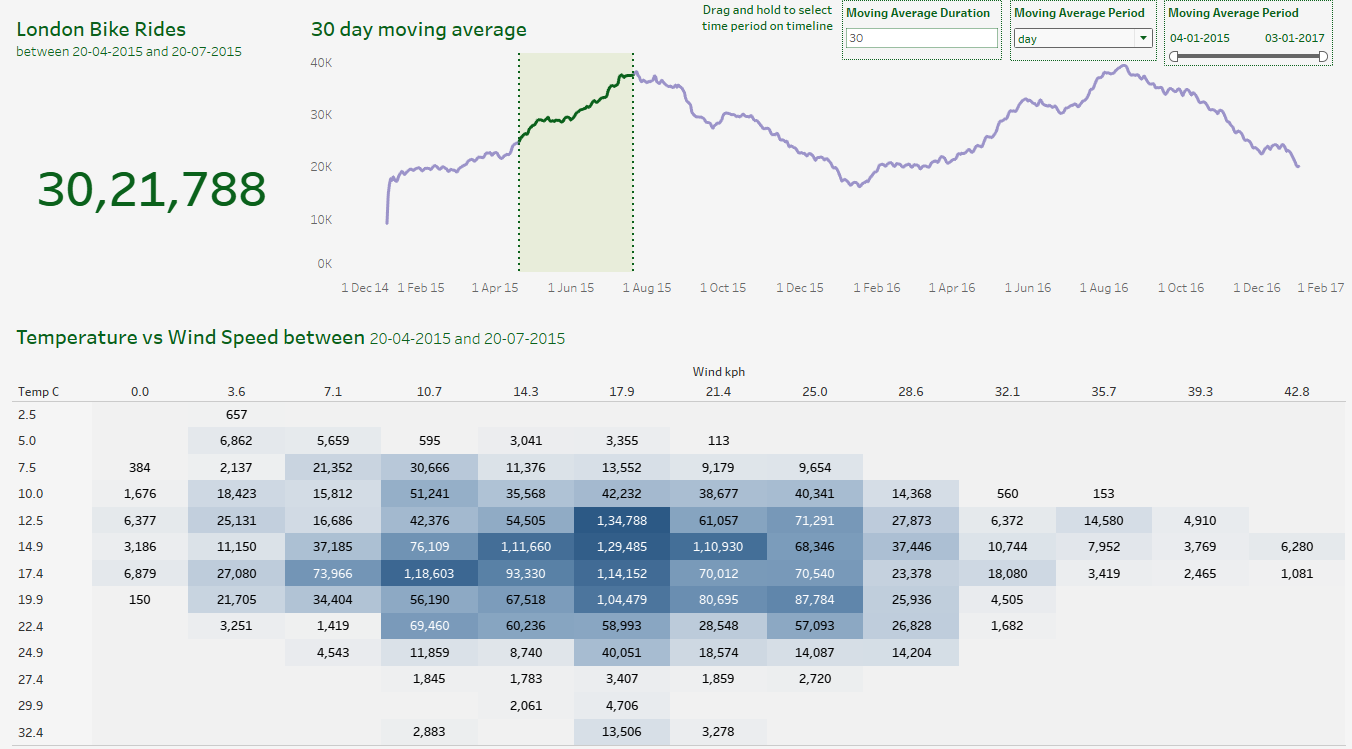 London Bike Rides
between 20-04-2015 and 20-07-2015
30,21,788
30 day moving average
Drag and hold to select
time period on timeline
Moving Average Duration
30
Moving Average Period
day
Moving Average Period
04-01-2015 03-01-2017
40K
30K
20K
10K
0K
1 Dec 14 1 Feb 15 1 Apr 15 1 Jun 15 1 Aug 15 1 Oct 15 1 Dec 15 1 Feb 16 1 Apr 16 1 Jun 16 1 Aug 16 1 Oct 16 1 Dec 16 1 Feb 17
Temperature vs Wind Speed between 20-04-2015 and 20-07-2015
Wind kph
Temp C 0.0 3.6 7.1 10.7 14.3 17.9 21.4 25.0 28.6 32.1 35.7 39.3 42.8
2.5 657
5.0 6,862 5,659 595 3,041 3,355 113
7.5 384 2,137 21,352 30,666 11,376 13,552 9,179 9,654
10.0 1,676 18,423 15,812 51,241 35,568 42,232 38,677 40,341 14,368 560 153
12.5 6,377 25,131 16,686 42,376 54,505 1,34,788 61,057 71,291 27,873 6,372 14,580 4,910
14.9 3,186 11,150 37,185 76,109 1,11,660 1,29,485 1,10,930 68,346 37,446 10,744 7,952 3,769 6,280
17.4 6,879 27,080 73,966 1,18,603 93,330 1,14,152 70,012 70,540 23,378 18,080 3,419 2,465 1,081
19.9 150 21,705 34,404 56,190 67,518 1,04,479 80,695 87,784 25,936 4,505
22.4 3,251 1,419 69,460 60,236 58,993 28,548 57,093 26,828 1,682
24.9 4,543 11,859 8,740 40,051 18,574 14,087 14,204
27.4 1,845 1,783 3,407 1,859 2,720
29.9 2,061 4,706
32.4 2,883 13,506 3,278